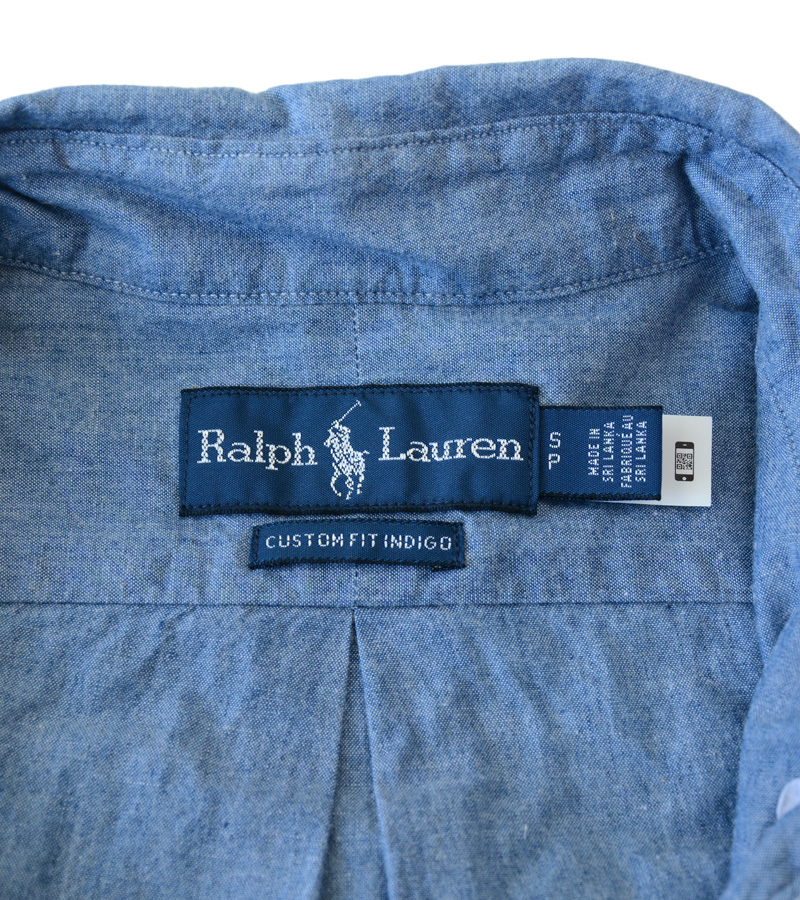 Ralph Lauren
S
P
MADE IN
SRI LANKA
FABRIQUÉ AU
SRI LANKA
CUSTOM FIT INDIGO